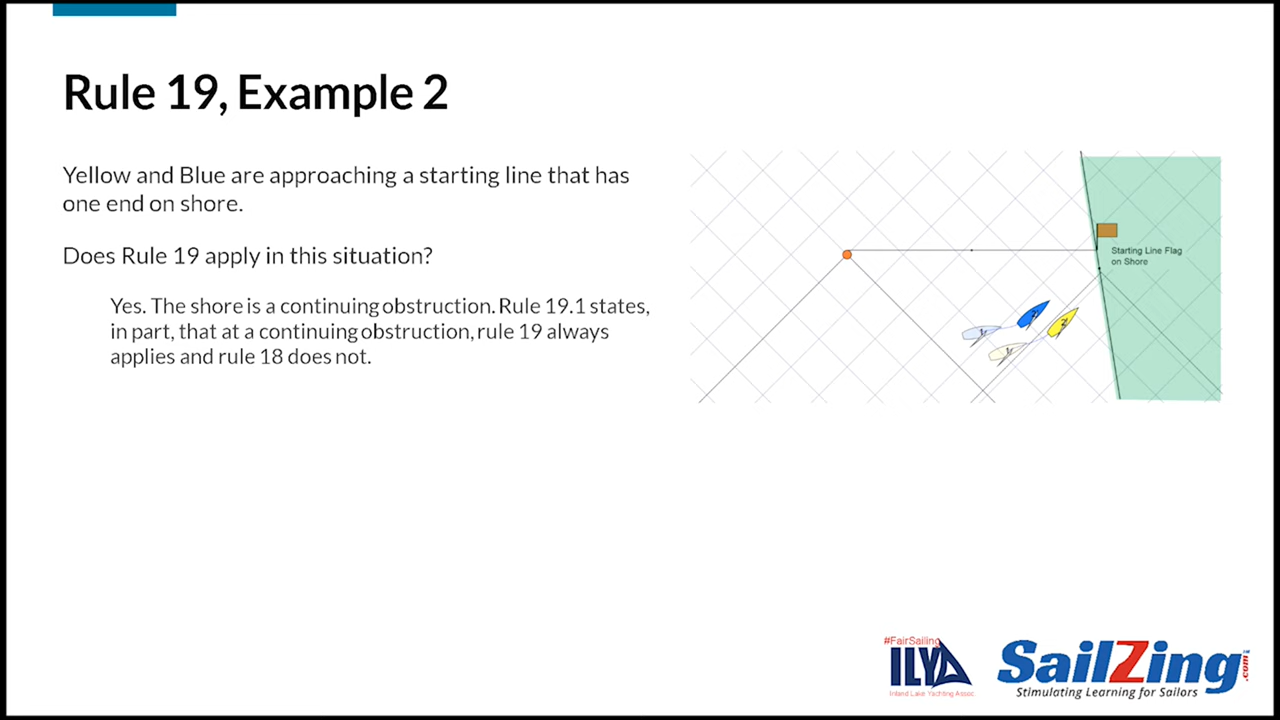 Rule 19, Example 2
Yellow and Blue are approaching a starting line that has
one end on shore.
Does Rule 19 apply in this situation?
Yes. The shore is a continuing obstruction. Rule 19.1 states,
in part, that at a continuing obstruction, rule 19 always
applies and rule 18 does not.
Starting Line Flag
on Shore
#FairSailing
ILYA
Inland Lake Yachting Assoc.
SailZing.com
Stimulating Learning for Sailors